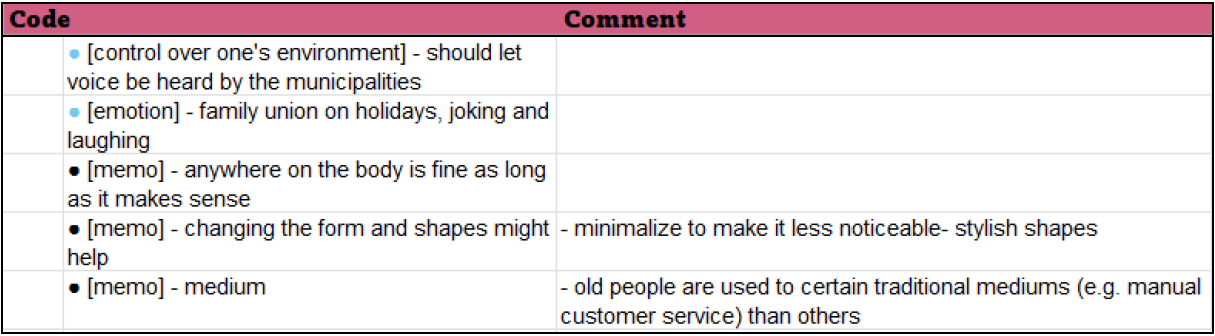 Code Comment
● [control over one's environment] - should let
voice be heard by the municipalities
● [emotion] - family union on holidays, joking and
laughing
● [memo] - anywhere on the body is fine as long
as it makes sense
● [memo] - changing the form and shapes might
help
- minimalize to make it less noticeable- stylish shapes
● [memo] - medium
- old people are used to certain traditional mediums (e.g. manual
customer service) than others